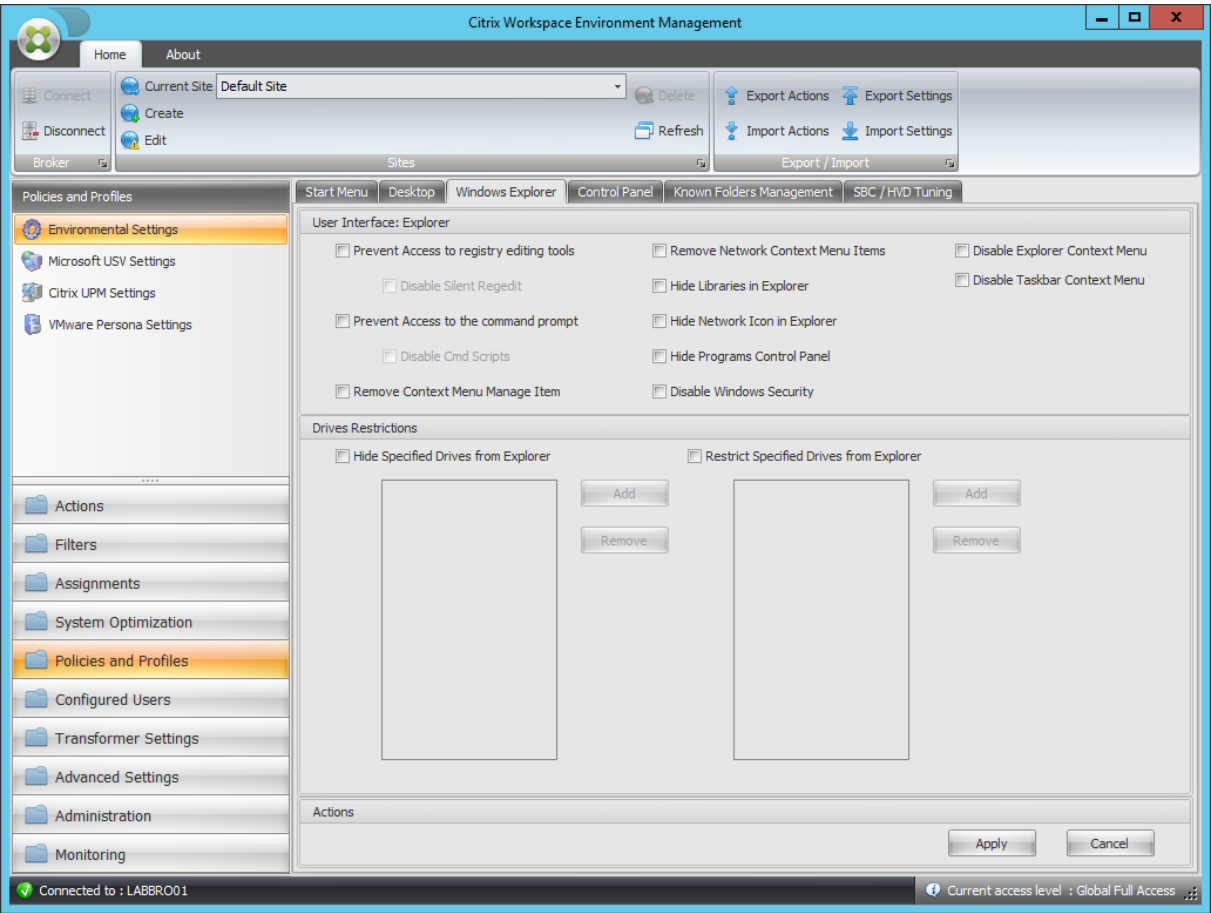 Citrix Workspace Environment Management
Home About
Connect
Disconnect
Broker
Current Site Default Site
Create
Edit
Delete
Refresh
Sites
Export Actions Export Settings
Import Actions Import Settings
Export / Import
Policies and Profiles
Environmental Settings
Microsoft USV Settings
Citrix UPM Settings
VMware Persona Settings
Actions
Filters
Assignments
System Optimization
Policies and Profiles
Configured Users
Transformer Settings
Advanced Settings
Administration
Monitoring
Start Menu Desktop Windows Explorer Control Panel Known Folders Management SBC / HVD Tuning
User Interface: Explorer
Prevent Access to registry editing tools Remove Network Context Menu Items Disable Explorer Context Menu
Disable Silent Regedit Hide Libraries in Explorer Disable Taskbar Context Menu
Prevent Access to the command prompt Hide Network Icon in Explorer
Disable Cmd Scripts Hide Programs Control Panel
Remove Context Menu Manage Item Disable Windows Security
Drives Restrictions
Hide Specified Drives from Explorer Restrict Specified Drives from Explorer
Add Add
Remove Remove
Actions
Apply Cancel
Connected to : LABBRO01 Current access level : Global Full Access